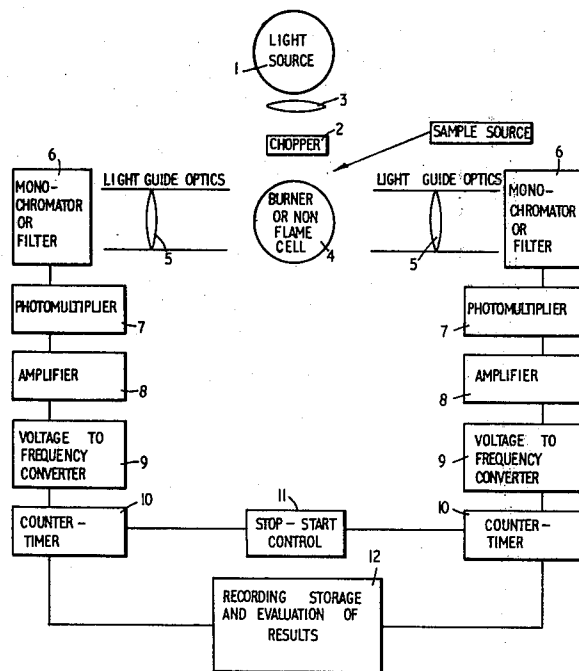 LIGHT
SOURCE
1
3
2
CHOPPER
SAMPLE SOURCE
6
MONO-
CHROMATOR
OR
FILTER
LIGHT GUIDE OPTICS
5
BURNER
OR NON
FLAME
CELL
4
LIGHT GUIDE OPTICS
5
6
MONO-
CHROMATOR
OR
FILTER
PHOTOMULTIPLIER
7
PHOTOMULTIPLIER
7
AMPLIFIER
8
AMPLIFIER
8
VOLTAGE TO
FREQUENCY
CONVERTER
9
VOLTAGE TO
FREQUENCY
CONVERTER
9
10
COUNTER-
TIMER
11
STOP-START
CONTROL
10
COUNTER-
TIMER
12
RECORDING STORAGE
AND EVALUATION OF
RESULTS